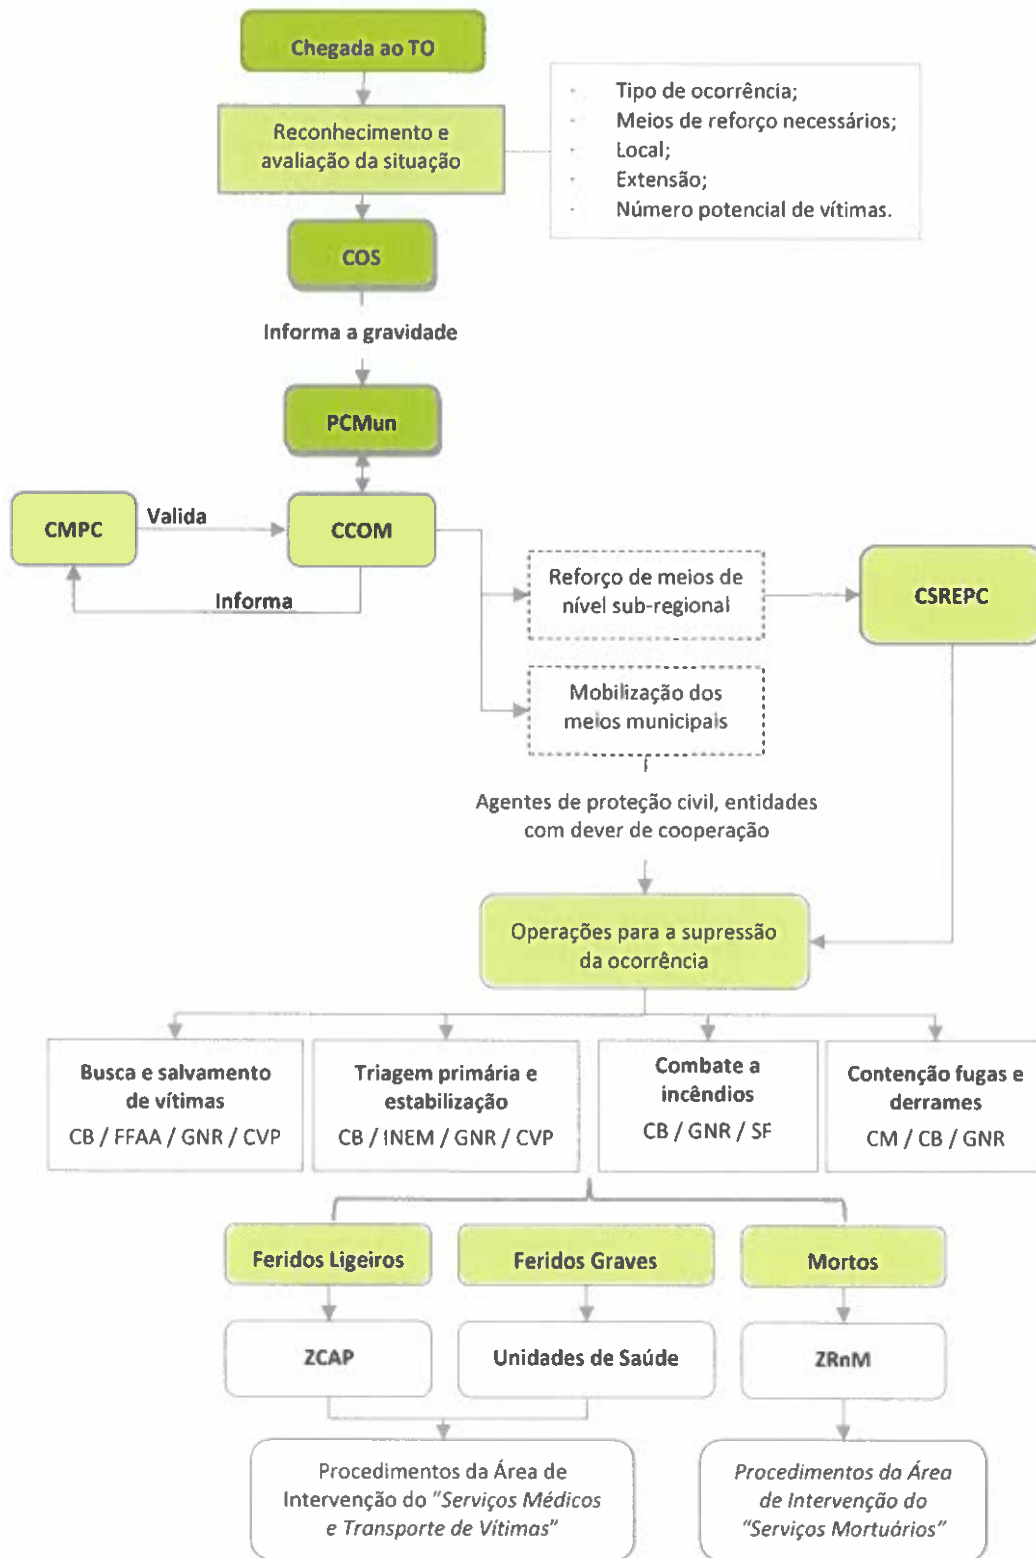 Chegada ao TO
Reconhecimento e
avaliação da situação
- Tipo de ocorrência;
- Meios de reforço necessários;
- Local;
- Extensão;
- Número potencial de vítimas.
COS
Informa a gravidade
PCMun
CMPC
Valida
CCOM
Informa
Reforço de meios de
nível sub-regional
CSREPC
Mobilização dos
meios municipais
Agentes de proteção civil, entidades
com dever de cooperação
Operações para a supressão
da ocorrência
Busca e salvamento
de vítimas
CB / FFAA / GNR / CVP
Triagem primária e
estabilização
CB / INEM / GNR / CVP
Combate a
incêndios
CB / GNR / SF
Contenção fugas e
derrames
CM / CB / GNR
Feridos Ligeiros
Feridos Graves
Mortos
ZCAP
Unidades de Saúde
ZRnM
Procedimentos da Área de
Intervenção do "Serviços Médicos
e Transporte de Vítimas"
Procedimentos da Área
de Intervenção do
"Serviços Mortuários"